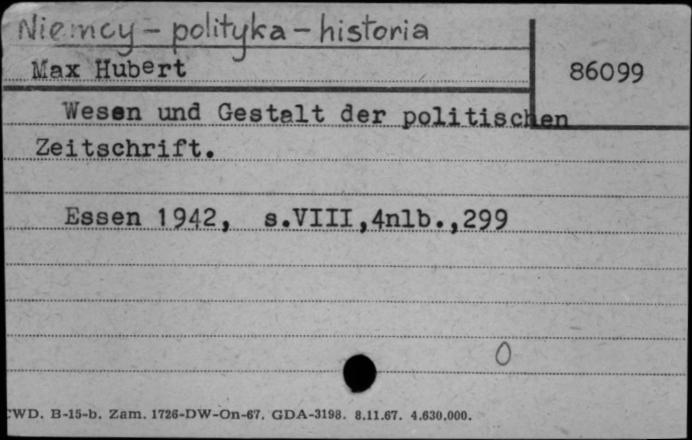 Niemcy - polityka - historia
Max Hubert
86099
Wesen und Gestalt der politischen
Zeitschrift.
Essen 1942, s.VIII,4nlb.,299
0
WD. B-15-b. Zam. 1726-DW-On-67. GDA-3198. 8.11.67. 4.630.000.